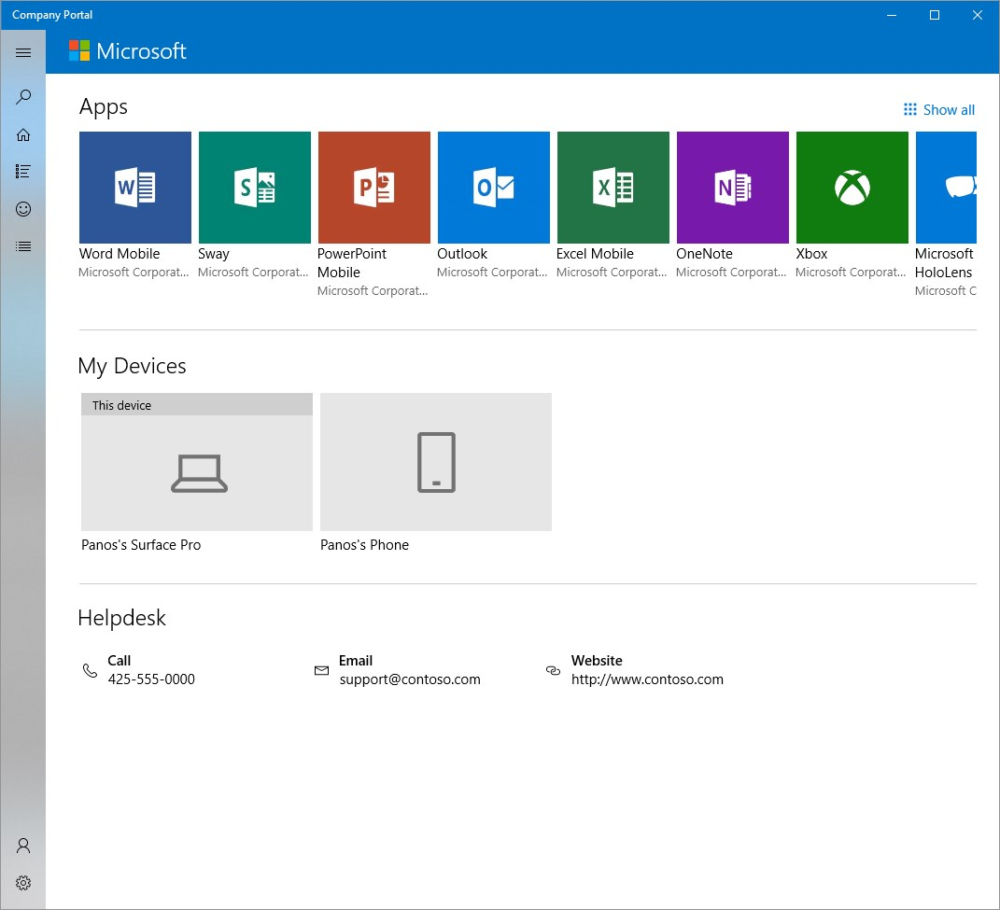 Company Portal
Microsoft
Apps
Show all
W
S
P
O
X
N
Word Mobile
Microsoft Corporat...
Sway
Microsoft Corporat...
PowerPoint
Mobile
Microsoft Corporat...
Outlook
Microsoft Corporat...
Excel Mobile
Microsoft Corporat...
OneNote
Microsoft Corporat...
Xbox
Microsoft Corporat...
Microsoft
HoloLens
Microsoft C
My Devices
This device
Panos's Surface Pro
Panos's Phone
Helpdesk
Call
425-555-0000
Email
support@contoso.com
Website
http://www.contoso.com